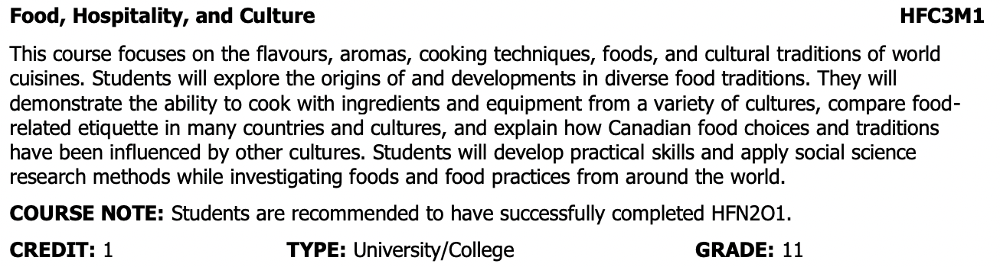 Food, Hospitality, and Culture HFC3M1
This course focuses on the flavours, aromas, cooking techniques, foods, and cultural traditions of world
cuisines. Students will explore the origins of and developments in diverse food traditions. They will
demonstrate the ability to cook with ingredients and equipment from a variety of cultures, compare food-
related etiquette in many countries and cultures, and explain how Canadian food choices and traditions
have been influenced by other cultures. Students will develop practical skills and apply social science
research methods while investigating foods and food practices from around the world.
COURSE NOTE: Students are recommended to have successfully completed HFN2O1.
CREDIT: 1 TYPE: University/College GRADE: 11